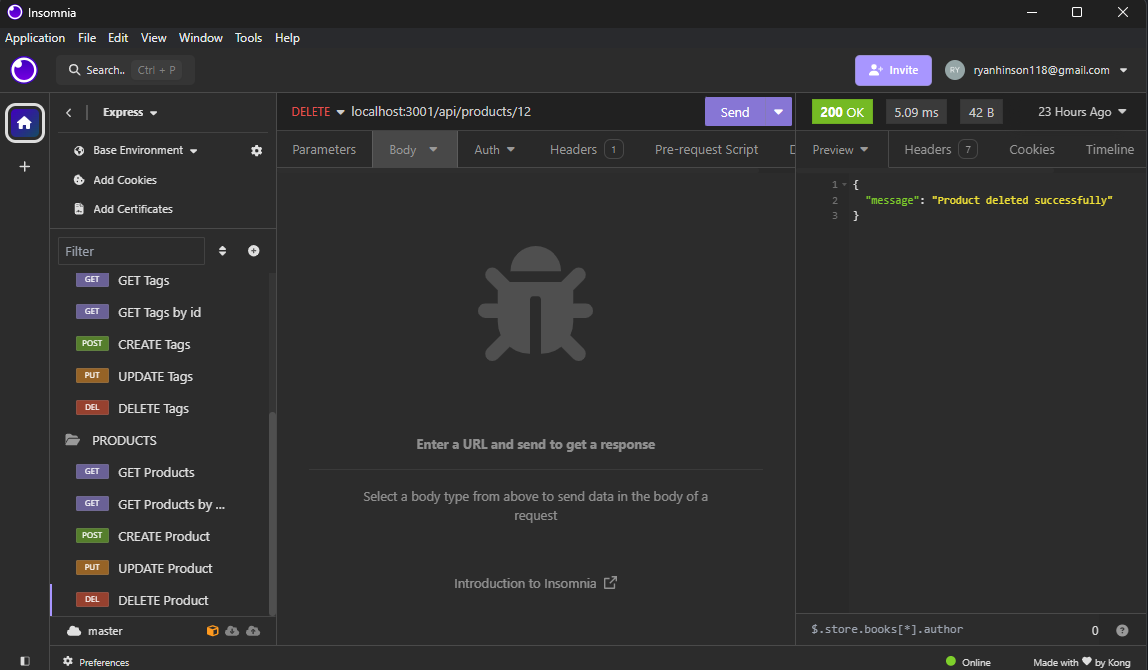 Insomnia
Application File Edit View Window Tools Help
Search.. Ctrl + P
Invite
RY ryanhinson118@gmail.com
Express
Base Environment
Add Cookies
Add Certificates
Filter
GET GET Tags
GET GET Tags by id
POST CREATE Tags
PUT UPDATE Tags
DEL DELETE Tags
PRODUCTS
GET GET Products
GET GET Products by ...
POST CREATE Product
PUT UPDATE Product
DEL DELETE Product
master
DELETE localhost:3001/api/products/12 Send
Parameters Body Auth Headers 1 Pre-request Script D
Enter a URL and send to get a response
Select a body type from above to send data in the body of a
request
Introduction to Insomnia
200 OK 5.09 ms 42 B 23 Hours Ago
Preview Headers 7 Cookies Timeline
1 {
2 "message": "Product deleted successfully"
3 }
$.store.books[*].author 0 ?
Preferences Online Made with ♥ by Kong